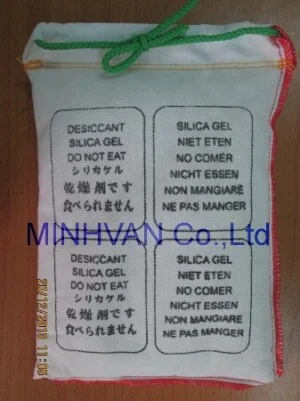 DESICCANT
SILICA GEL
DO NOT EAT
シリカゲル
乾燥剤です
食べられません
SILICA GEL
NIET ETEN
NO COMER
NICHT ESSEN
NON MANGIARE
NE PAS MANGER
MINHVAN Co.,Ltd
DESICCANT
SILICA GEL
DO NOT EAT
シリカゲル
乾燥剤です
食べられません
SILICA GEL
NIET ETEN
NO COMER
NICHT ESSEN
NON MANGIARE
NE PAS MANGER